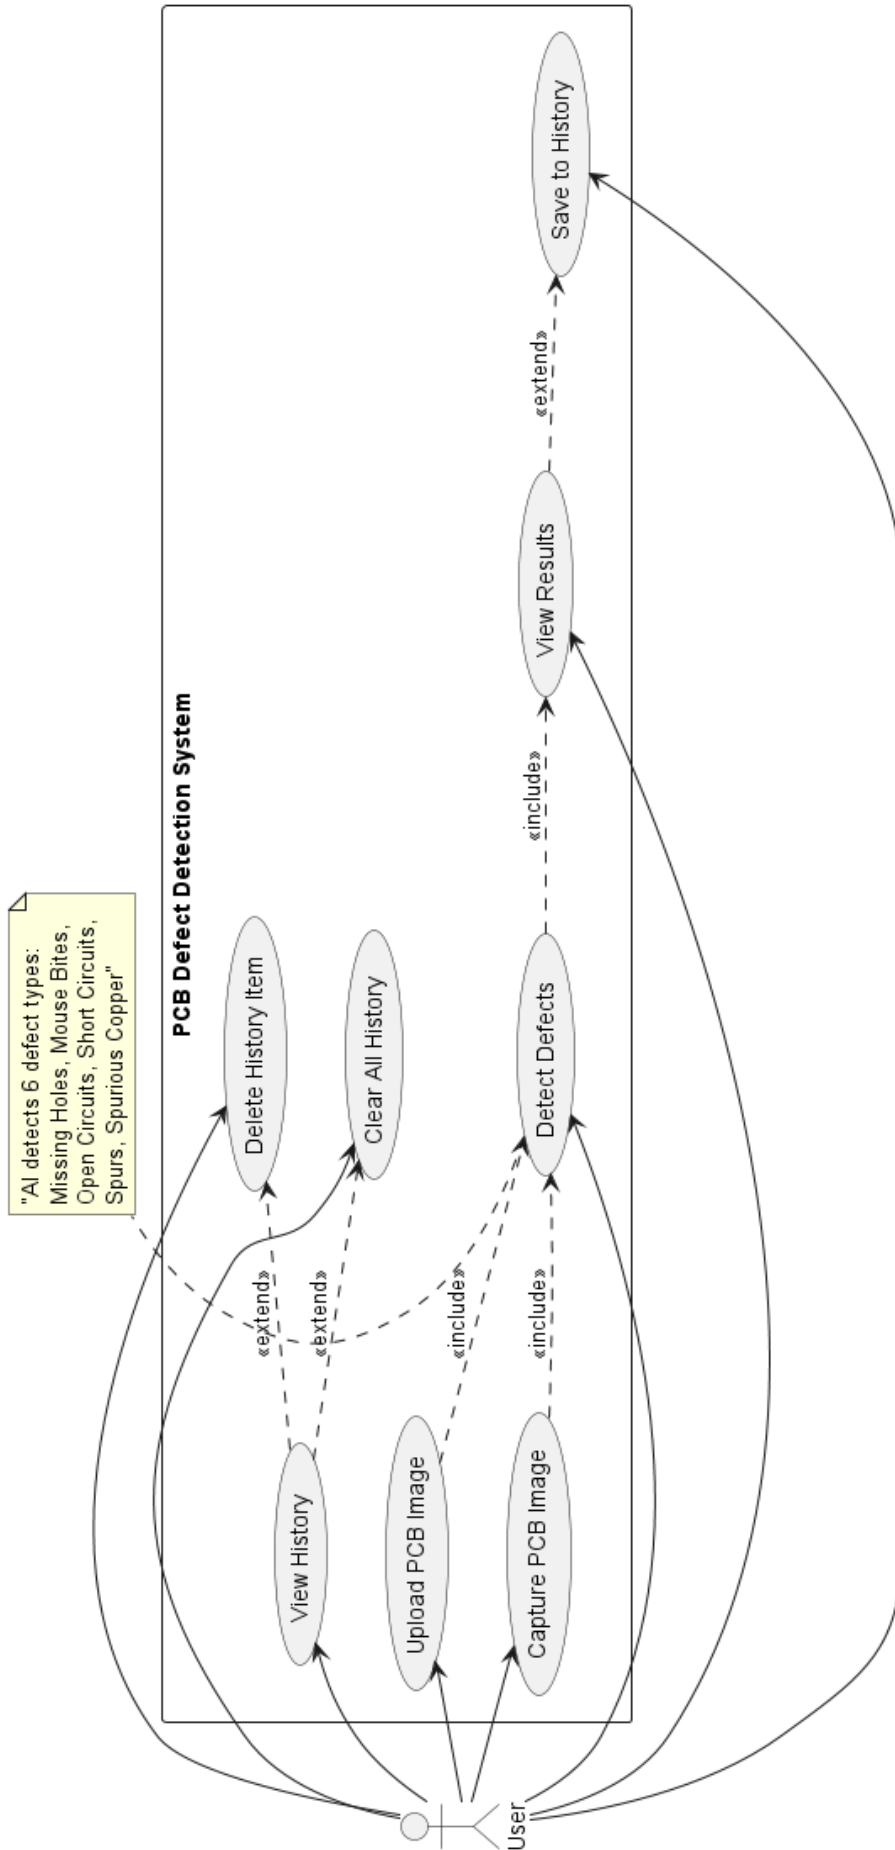 "AI detects 6 defect types:
Missing Holes, Mouse Bites,
Open Circuits, Short Circuits,
Spurs, Spurious Copper"
PCB Defect Detection System
Delete History Item
Clear All History
«extend»
«extend»
View History
Upload PCB Image
Capture PCB Image
«include»
«include»
Detect Defects
«include»
View Results
«extend»
Save to History
User